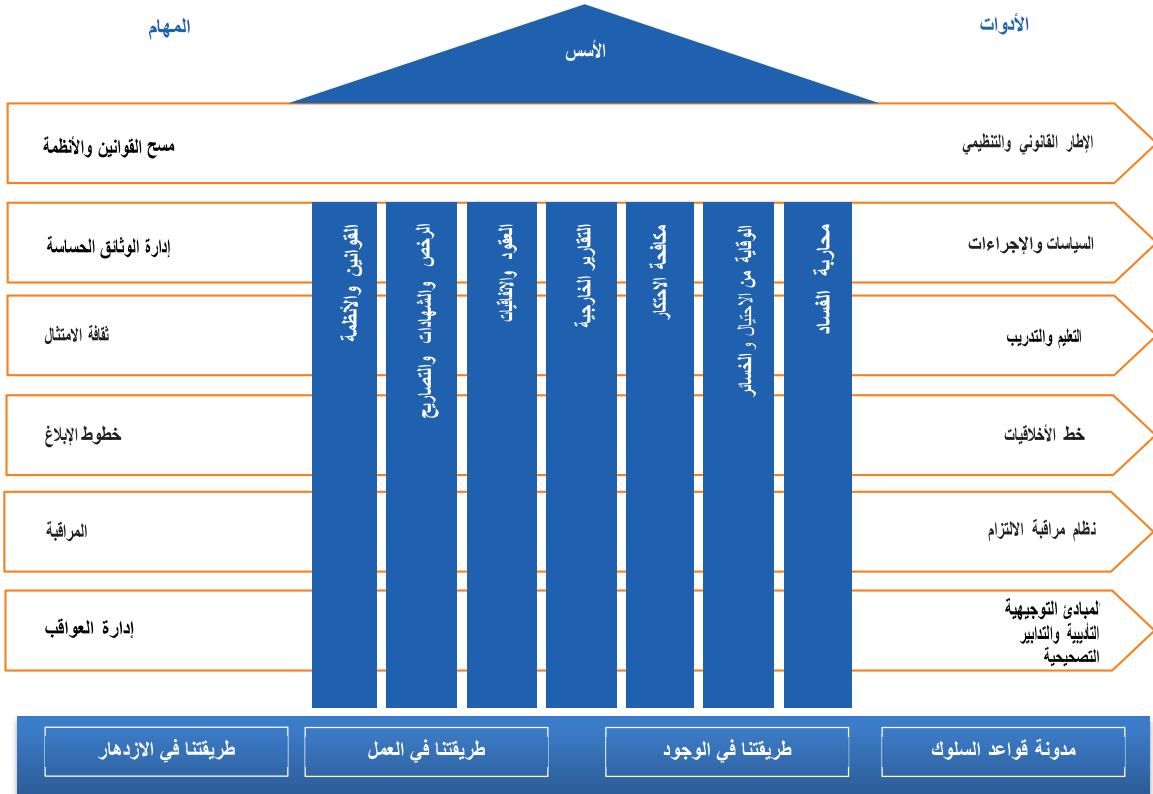 الأدوات
الأسس
المهام
الإطار القانوني والتنظيمي
مسح القوانين والأنظمة
السياسات والإجراءات
إدارة الوثائق الحساسة
التعليم والتدريب
ثقافة الامتثال
خط الأخلاقيات
خطوط الإبلاغ
نظام مراقبة الالتزام
المراقبة
المبادئ التوجيهية
التأديبية والتدابير
التصحيحية
إدارة العواقب
محاربة الفساد
الوقاية من الاحتيال و الخسائر
مكافحة الاحتكار
التقارير الخارجية
العقود والاتفاقيات
الرخص والشهادات والتصاريح
القوانين والأنظمة
مدونة قواعد السلوك
طريقتنا في الوجود
طريقتنا في العمل
طريقتنا في الازدهار